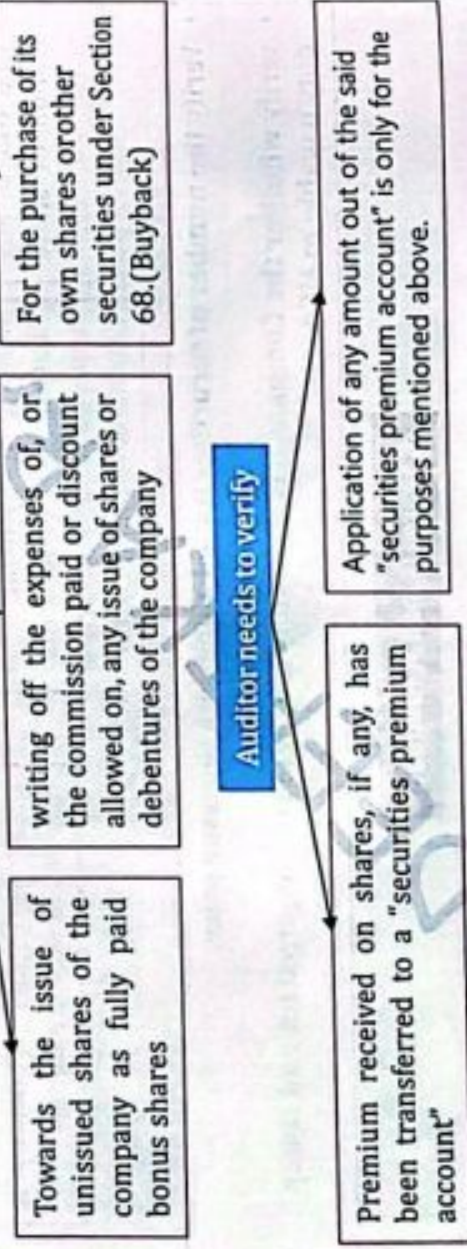 Towards the issue of
unissued shares of the
company as fully paid
bonus shares
writing off the expenses of, or
the commission paid or discount
allowed on, any issue of shares or
debentures of the company
For the purchase of its
own shares orother
securities under Section
68.(Buyback)
Auditor needs to verify
Premium received on shares, if any, has
been transferred to a "securities premium
account"
Application of any amount out of the said
"securities premium account" is only for the
purposes mentioned above.